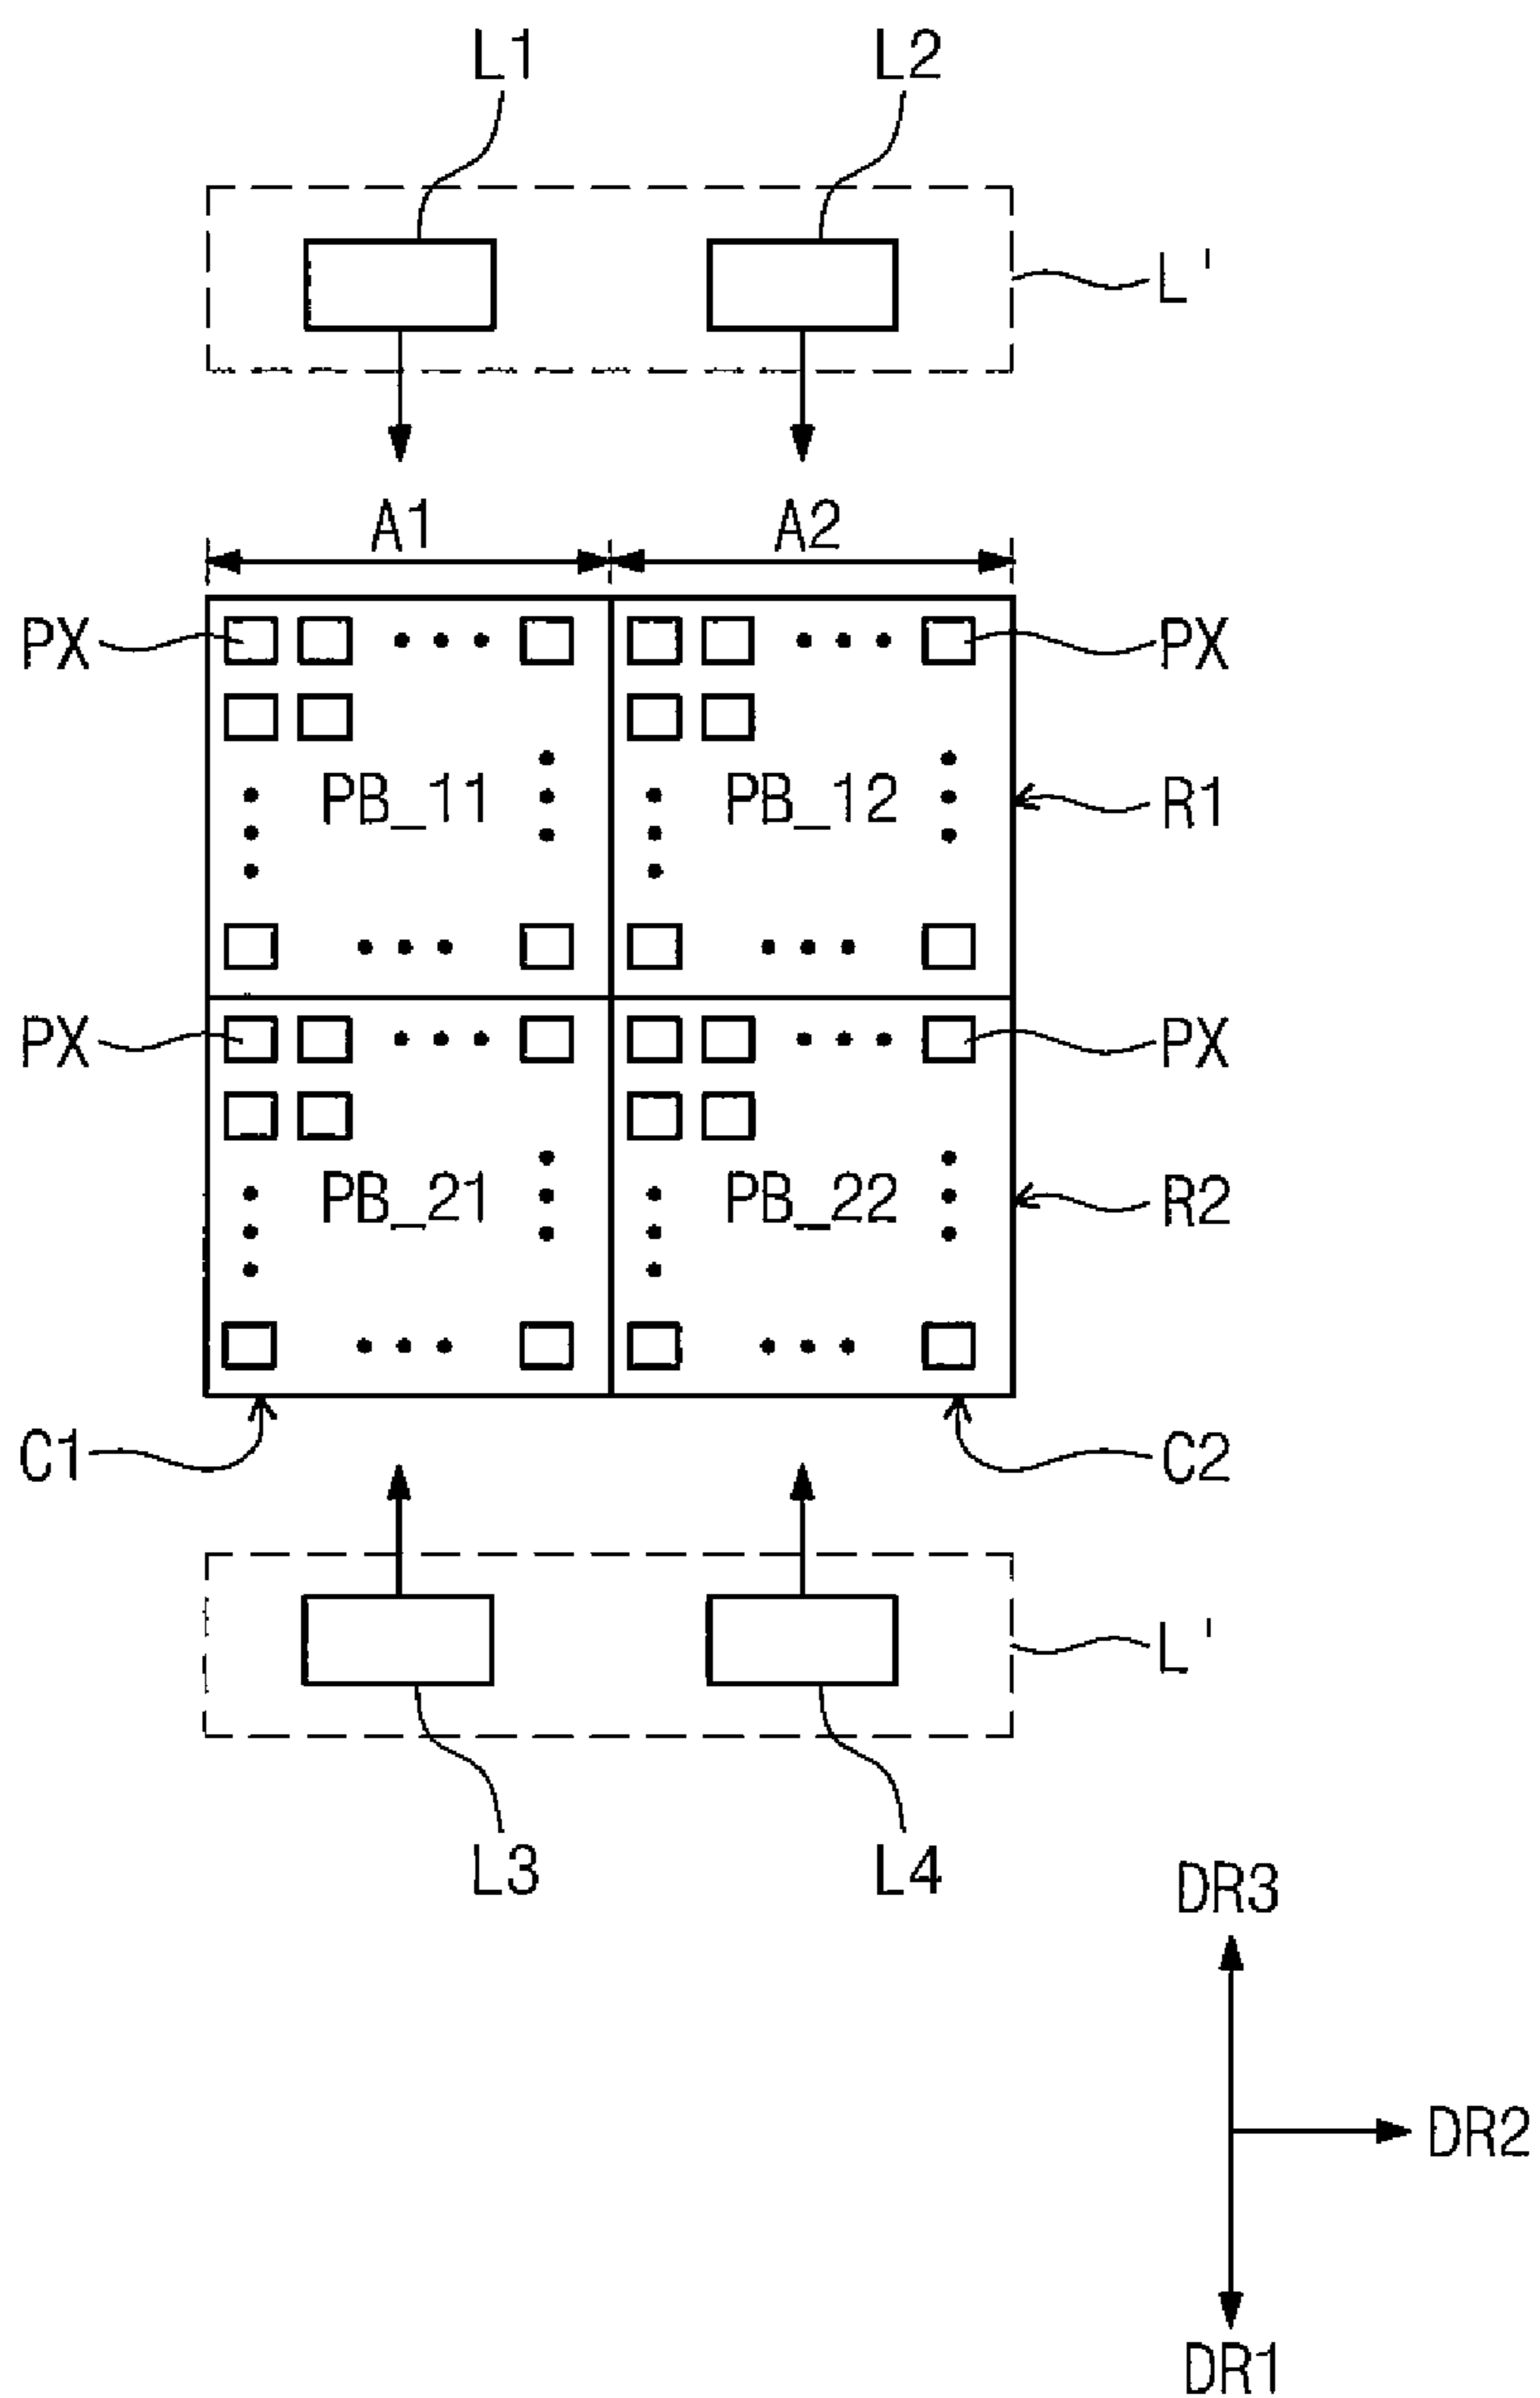 L1 L2
L'
A1 A2
PX PX
PB_11 PB_12 R1
PX PX
PB_21 PB_22 R2
C1 C2
L'
L3 L4
DR3
DR2
DR1